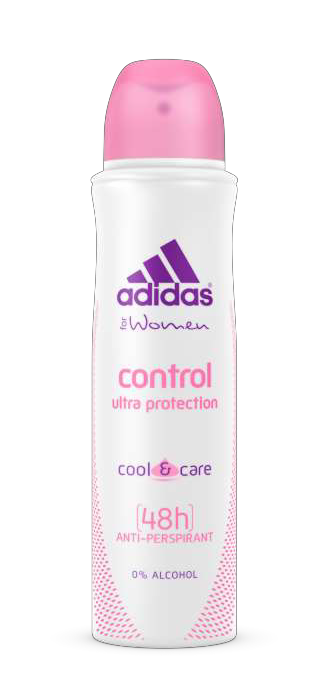 adidas®
for Women
control
ultra protection
cool & care
[48h]
ANTI-PERSPIRANT
0% ALCOHOL